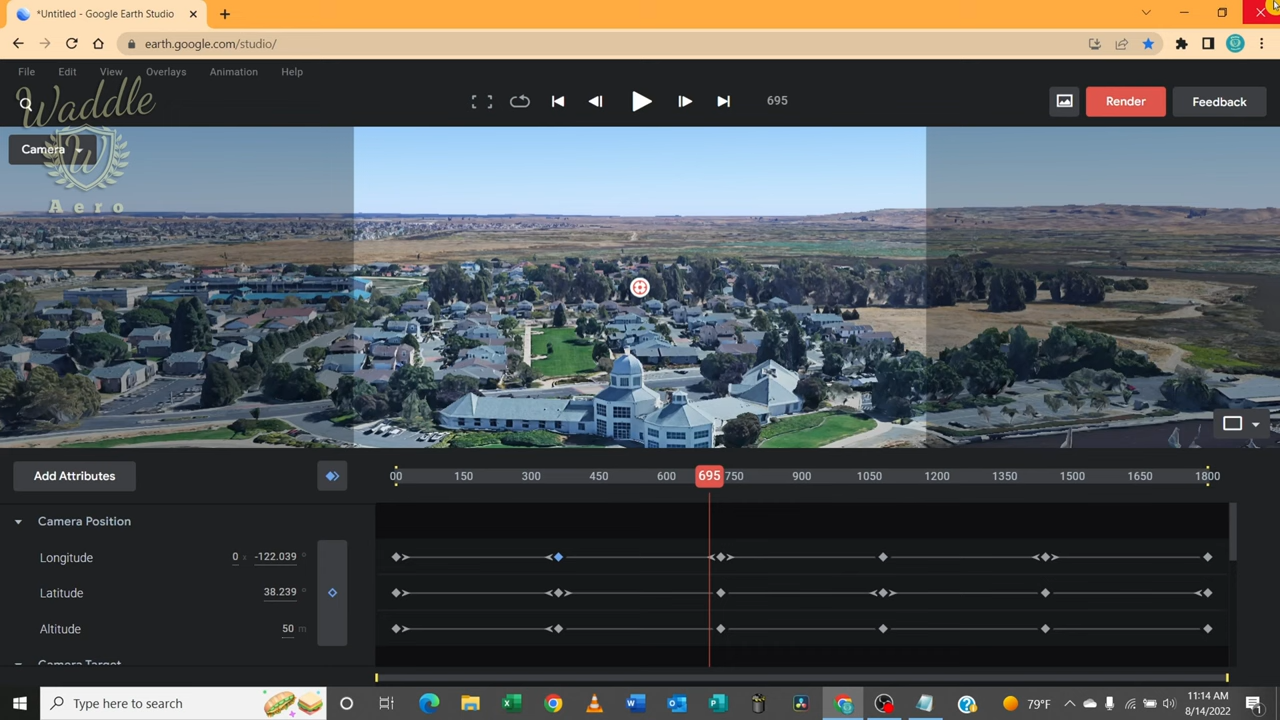 *Untitled - Google Earth Studio
earth.google.com/studio/
File Edit View Overlays Animation Help
Waddle
W
Aero
695
Render
Feedback
Camera
Add Attributes
00 150 300 450 600 695 750 900 1050 1200 1350 1500 1650 1800
Camera Position
Longitude 0 x -122.039 °
Latitude 38.239 °
Altitude 50 m
Camera Target
Type here to search
79°F
11:14 AM
8/14/2022
1